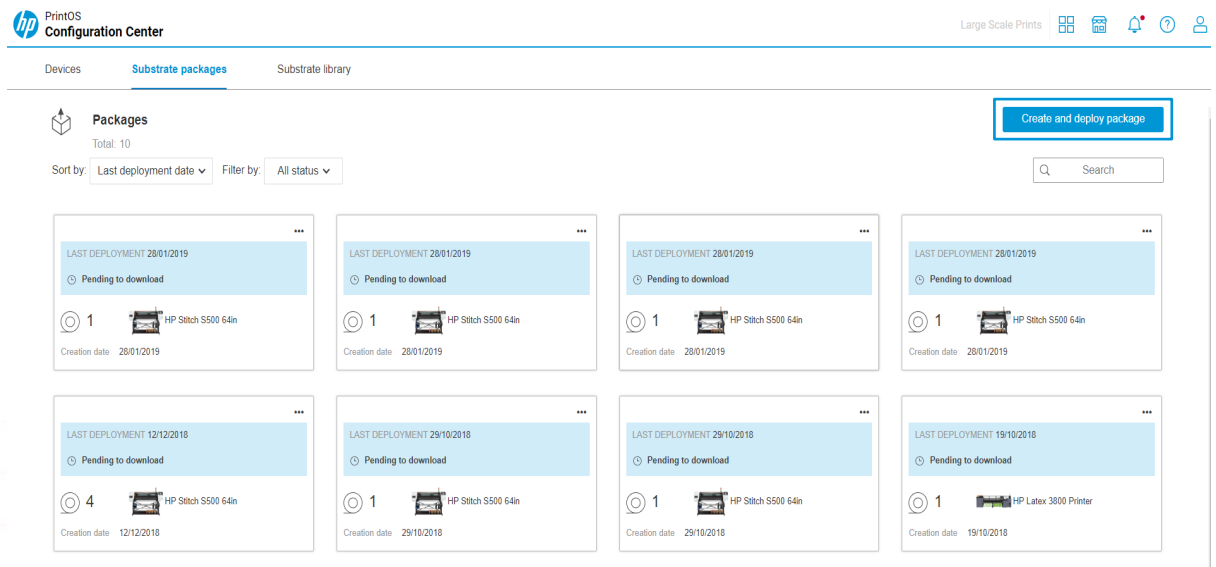 hp
PrintOS
Configuration Center
Large Scale Prints
Devices Substrate packages Substrate library
Packages
Create and deploy package
Total: 10
Sort by: Last deployment date Filter by: All status
Search
LAST DEPLOYMENT 28/01/2019 LAST DEPLOYMENT 28/01/2019 LAST DEPLOYMENT 28/01/2019 LAST DEPLOYMENT 28/01/2019
Pending to download Pending to download Pending to download Pending to download
1 HP Stitch S500 64in 1 HP Stitch S500 64in 1 HP Stitch S500 64in 1 HP Stitch S500 64in
Creation date 28/01/2019 Creation date 28/01/2019 Creation date 28/01/2019 Creation date 28/01/2019
LAST DEPLOYMENT 12/12/2018 LAST DEPLOYMENT 29/10/2018 LAST DEPLOYMENT 29/10/2018 LAST DEPLOYMENT 19/10/2018
Pending to download Pending to download Pending to download Pending to download
4 HP Stitch S500 64in 1 HP Stitch S500 64in 1 HP Stitch S500 64in 1 HP Latex 3800 Printer
Creation date 12/12/2018 Creation date 29/10/2018 Creation date 29/10/2018 Creation date 19/10/2018